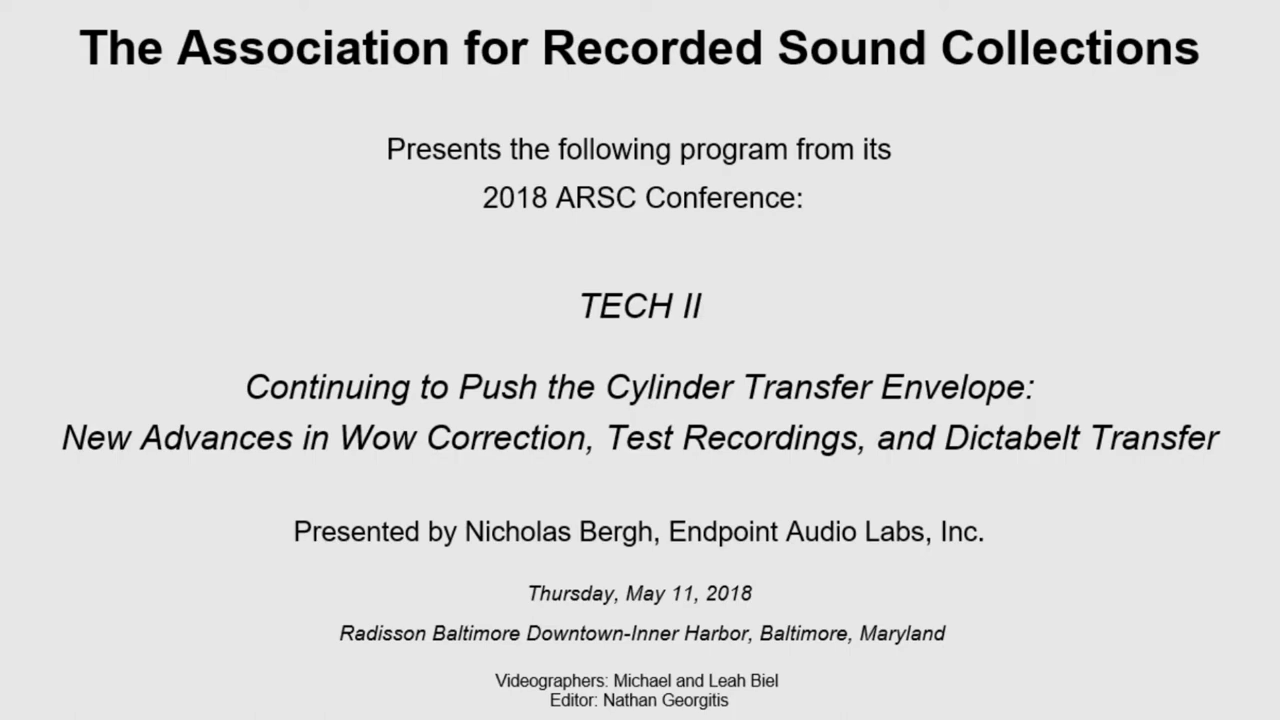 The Association for Recorded Sound Collections
Presents the following program from its
2018 ARSC Conference:
TECH II
Continuing to Push the Cylinder Transfer Envelope:
New Advances in Wow Correction, Test Recordings, and Dictabelt Transfer
Presented by Nicholas Bergh, Endpoint Audio Labs, Inc.
Thursday, May 11, 2018
Radisson Baltimore Downtown-Inner Harbor, Baltimore, Maryland
Videographers: Michael and Leah Biel
Editor: Nathan Georgitis